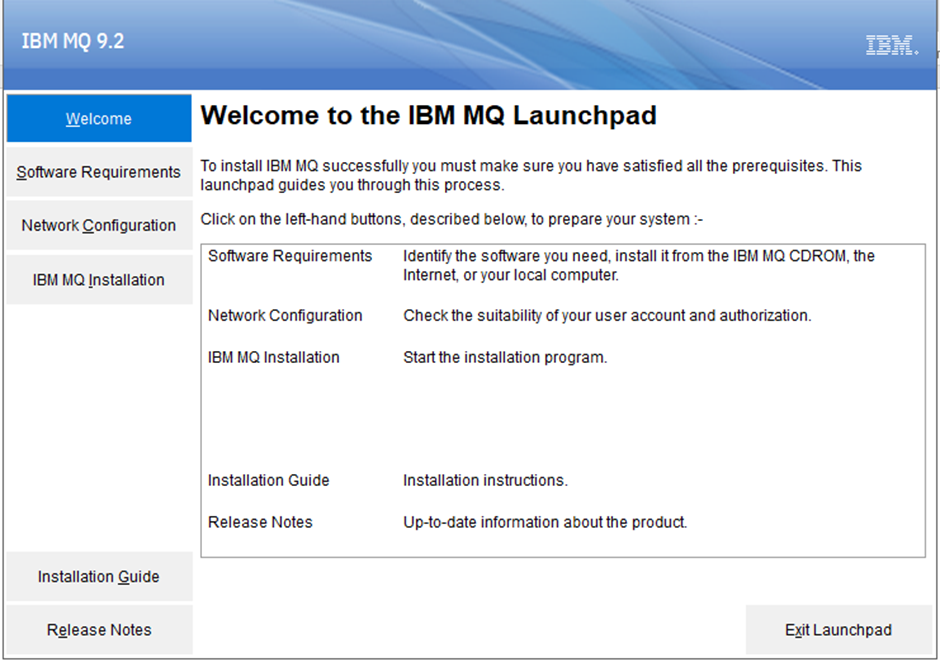 IBM MQ 9.2
IBM.
Welcome
Software Requirements
Network Configuration
IBM MQ Installation
Installation Guide
Release Notes
Welcome to the IBM MQ Launchpad
To install IBM MQ successfully you must make sure you have satisfied all the prerequisites. This
launchpad guides you through this process.
Click on the left-hand buttons, described below, to prepare your system :-
Software Requirements Identify the software you need, install it from the IBM MQ CDROM, the
Internet, or your local computer.
Network Configuration Check the suitability of your user account and authorization.
IBM MQ Installation Start the installation program.
Installation Guide Installation instructions.
Release Notes Up-to-date information about the product.
Exit Launchpad